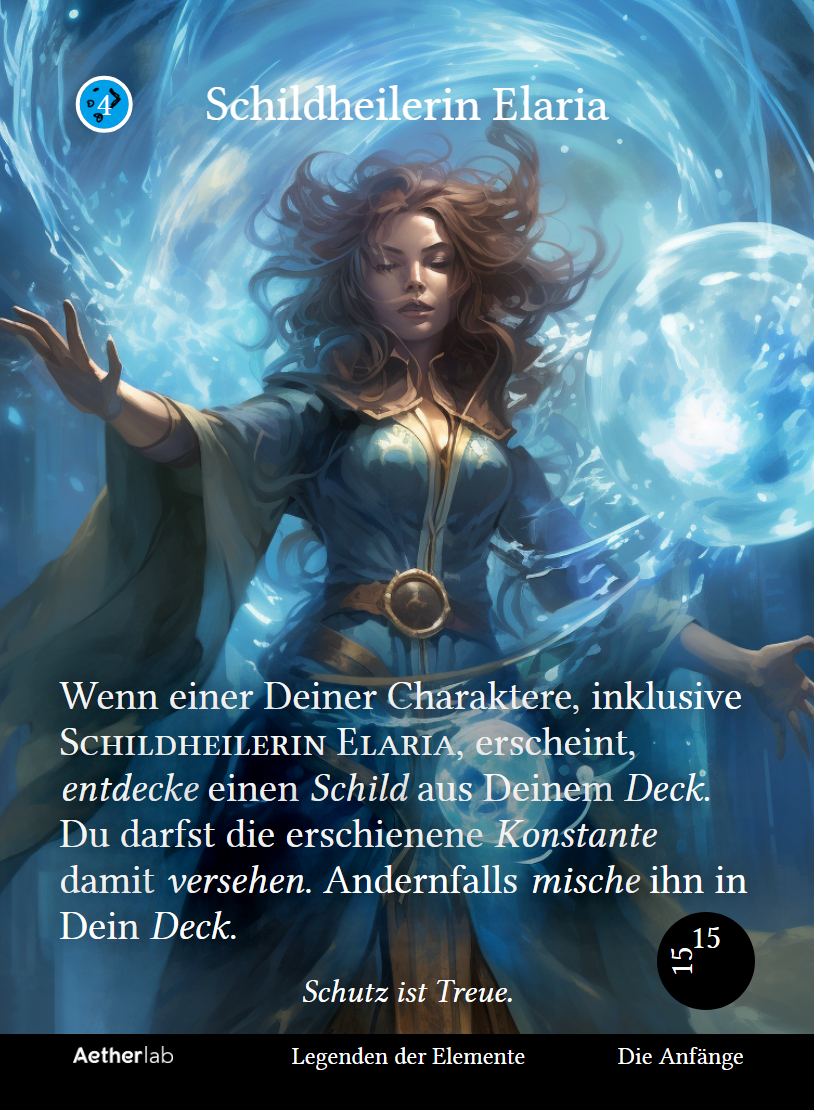 4
Schildheilerin Elaria
Wenn einer Deiner Charaktere, inklusive
Schildheilerin Elaria, erscheint,
entdecke einen Schild aus Deinem Deck.
Du darfst die erschienene Konstante
damit versehen. Andernfalls mische ihn in
Dein Deck.
15
15
Schutz ist Treue.
Aetherlab
Legenden der Elemente
Die Anfänge